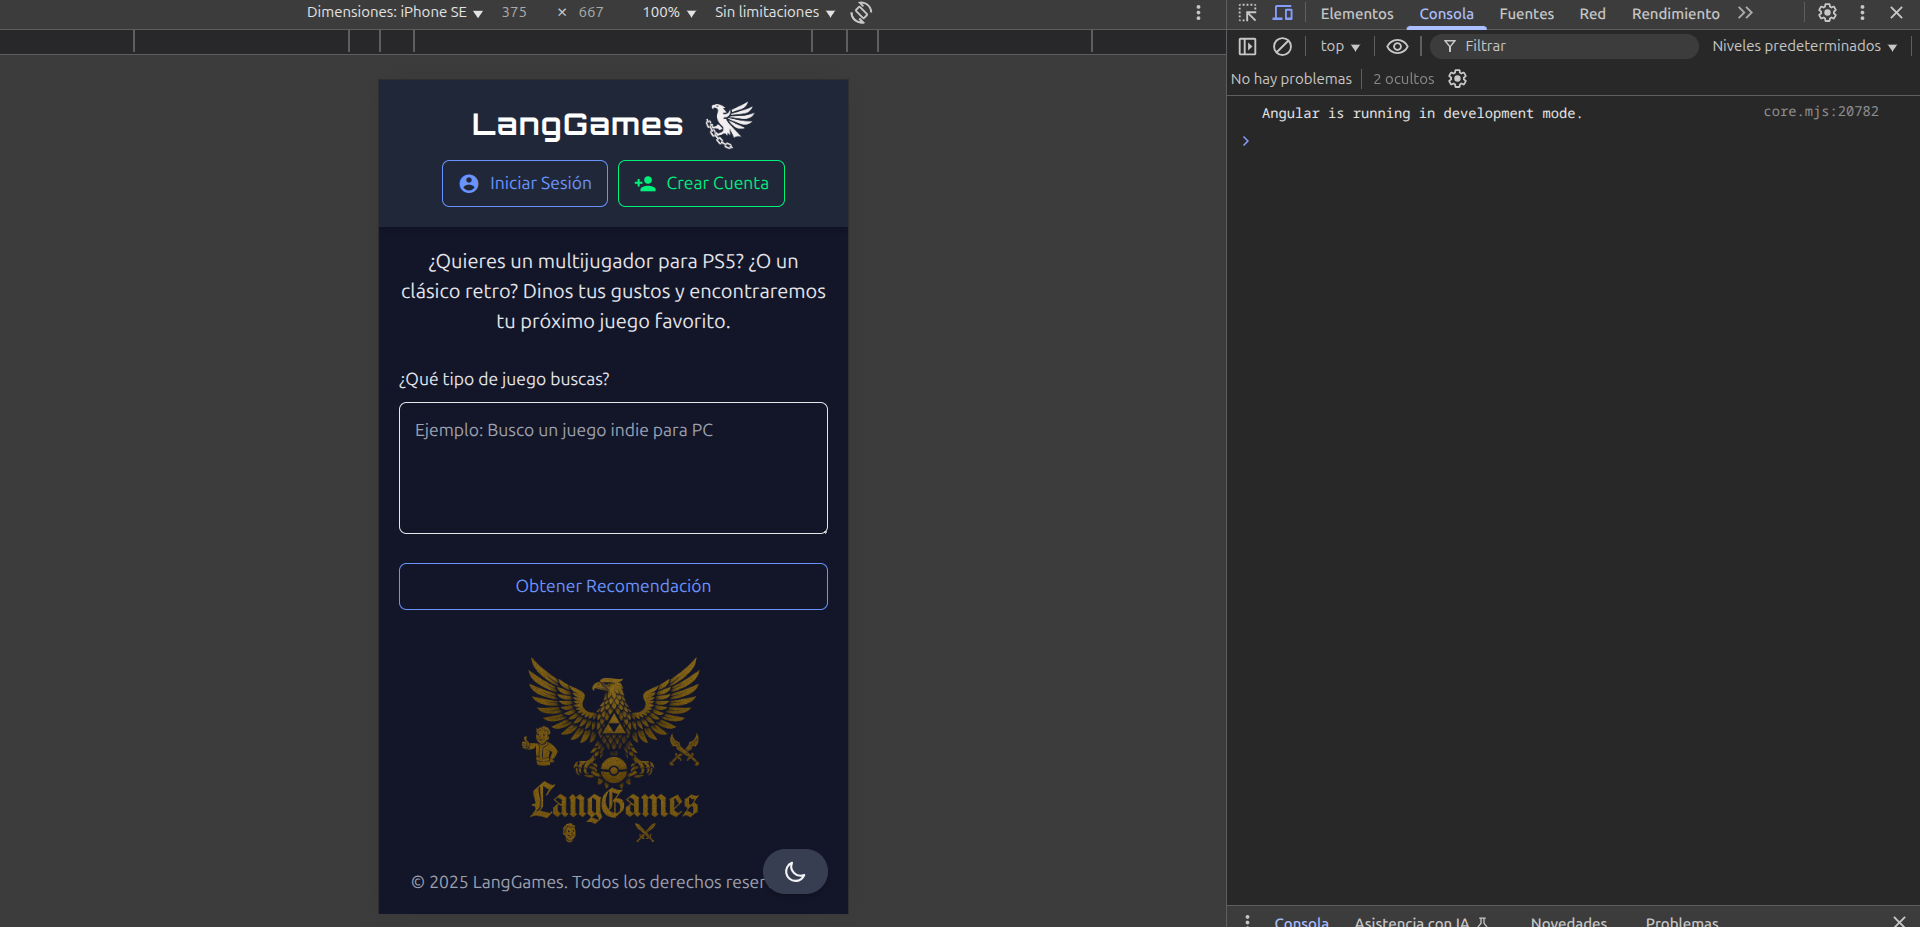 Dimensiones: iPhone SE 375 × 667 100% Sin limitaciones
Elementos Consola Fuentes Red Rendimiento
top Filtrar Niveles predeterminados
No hay problemas 2 ocultos
Angular is running in development mode. core.mjs:20782
LangGames
Iniciar Sesión Crear Cuenta
¿Quieres un multijugador para PS5? ¿O un
clásico retro? Dinos tus gustos y encontraremos
tu próximo juego favorito.
¿Qué tipo de juego buscas?
Ejemplo: Busco un juego indie para PC
Obtener Recomendación
LangGames
© 2025 LangGames. Todos los derechos reser
Consola Asistencia con IA Novedades Problemas